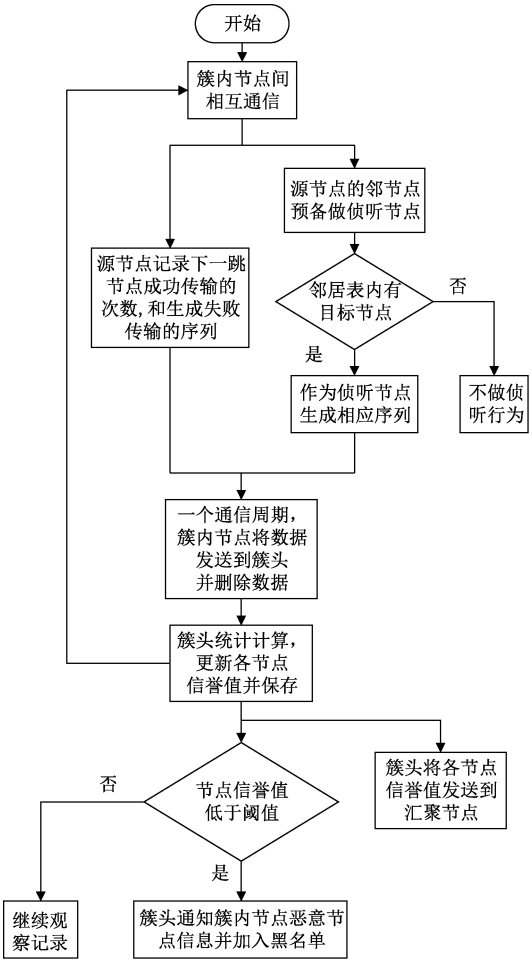 开始
簇内节点间
相互通信
源节点的邻节点
预备做侦听节点
源节点记录下一跳
节点成功传输的
次数,和生成失败
传输的序列
邻居表内有
目标节点
否
是
作为侦听节点
生成相应序列
不做侦
听行为
一个通信周期，
簇内节点将数据
发送到簇头
并删除数据
簇头统计计算，
更新各节点
信誉值并保存
簇头将各节点
信誉值发送到
汇聚节点
节点信誉值
低于阈值
否
是
继续观
察记录
簇头通知簇内节点恶意节
点信息并加入黑名单